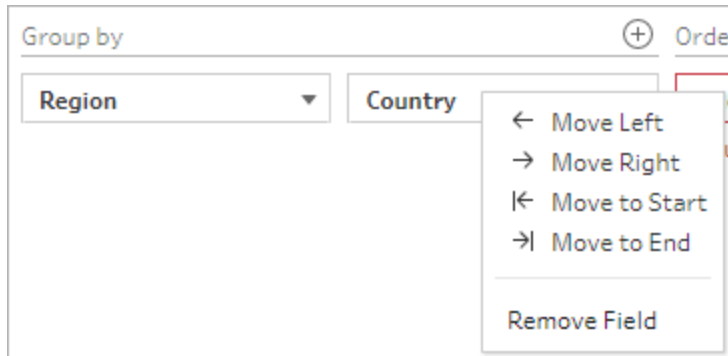 Group by
Orde
Region
Country
Move Left
Move Right
Move to Start
Move to End
Remove Field